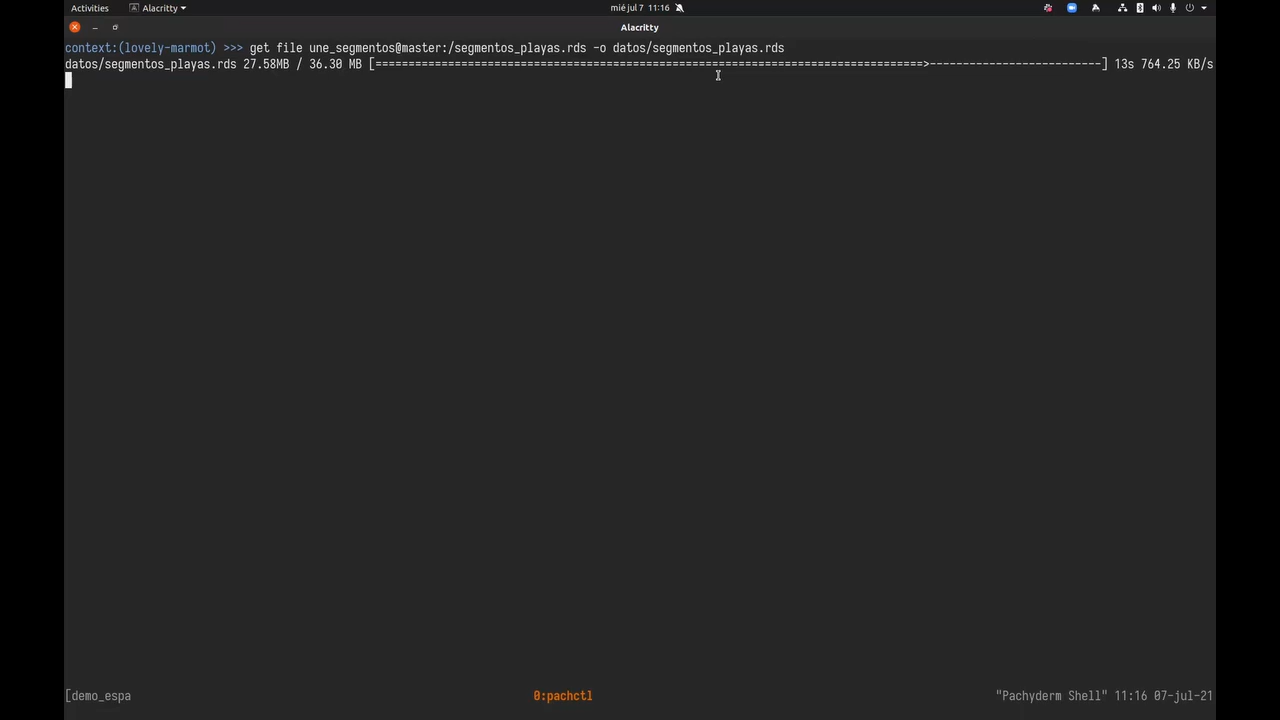 Activities Alacritty mié jul 7 11:16
Alacritty
context:(lovely-marmot) >>> get file une_segmentos@master:/segmentos_playas.rds -o datos/segmentos_playas.rds
datos/segmentos_playas.rds 27.58MB / 36.30 MB [====================================================================================>--------------------------] 13s 764.25 KB/s
[demo_espa 0:pachctl "Pachyderm Shell" 11:16 07-jul-21